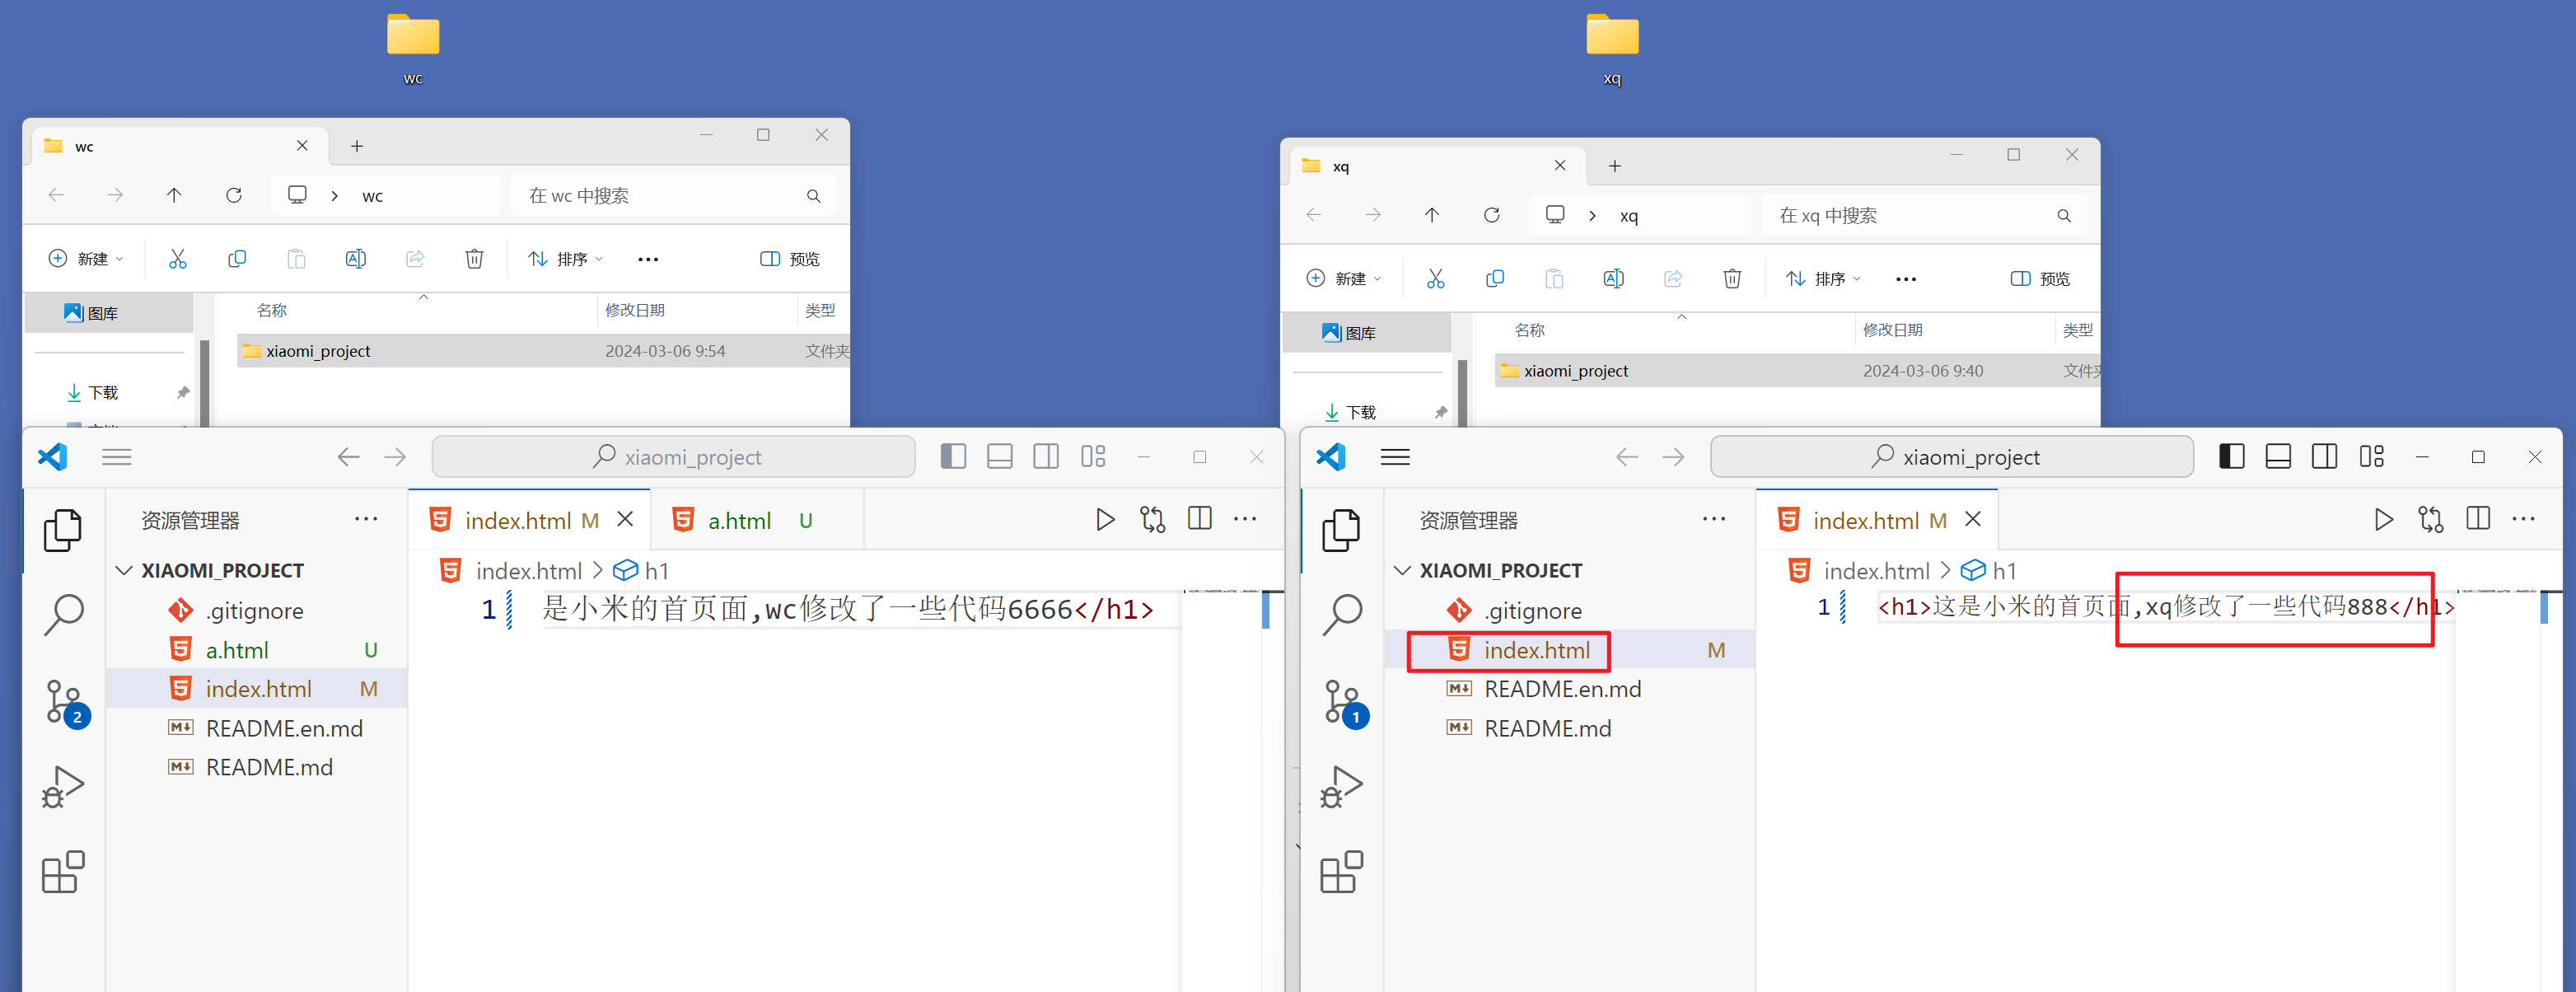 wc
xq
wc
wc
在 wc 中搜索
新建
排序
预览
图库
名称
修改日期
类型
xiaomi_project
2024-03-06 9:54
文件夹
下载
xq
xq
在 xq 中搜索
新建
排序
预览
图库
名称
修改日期
类型
xiaomi_project
2024-03-06 9:40
文件夹
下载
xiaomi_project
资源管理器
index.html M
a.html U
XIAOMI_PROJECT
index.html > h1
.gitignore
a.html U
index.html M
README.en.md
README.md
2
1 是小米的首页面,wc修改了一些代码6666</h1>
xiaomi_project
资源管理器
index.html M
XIAOMI_PROJECT
index.html > h1
.gitignore
index.html M
README.en.md
README.md
1
1 <h1>这是小米的首页面,xq修改了一些代码888</h1>